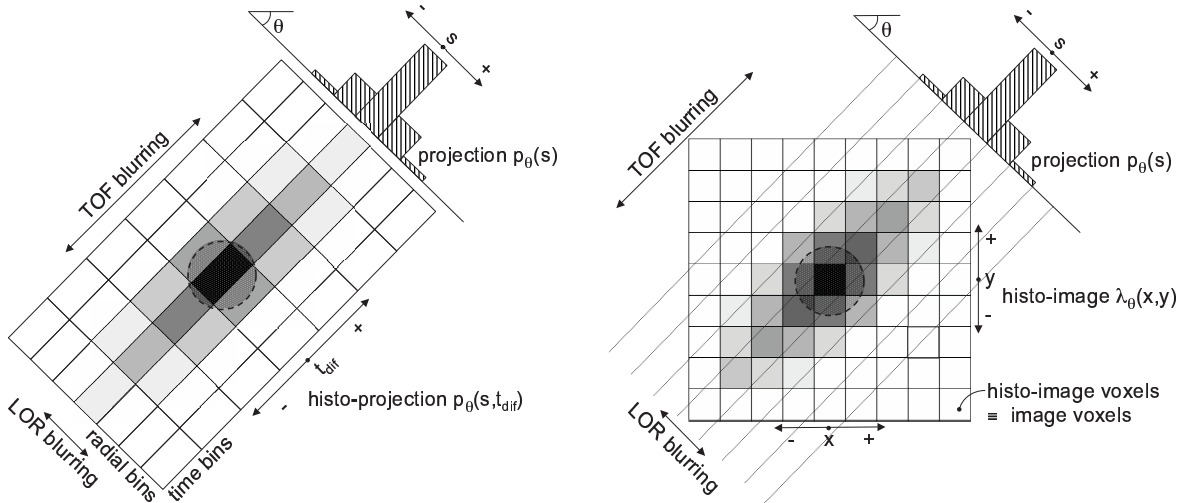 -
θ
s
+
TOF blurring
projection pθ(s)
+
tdif
-
histo-projection pθ(s,tdif)
LOR blurring
radial bins
time bins
-
θ
s
+
TOF blurring
projection pθ(s)
+
y
-
histo-image λθ(x,y)
histo-image voxels
≡ image voxels
- x +
LOR blurring